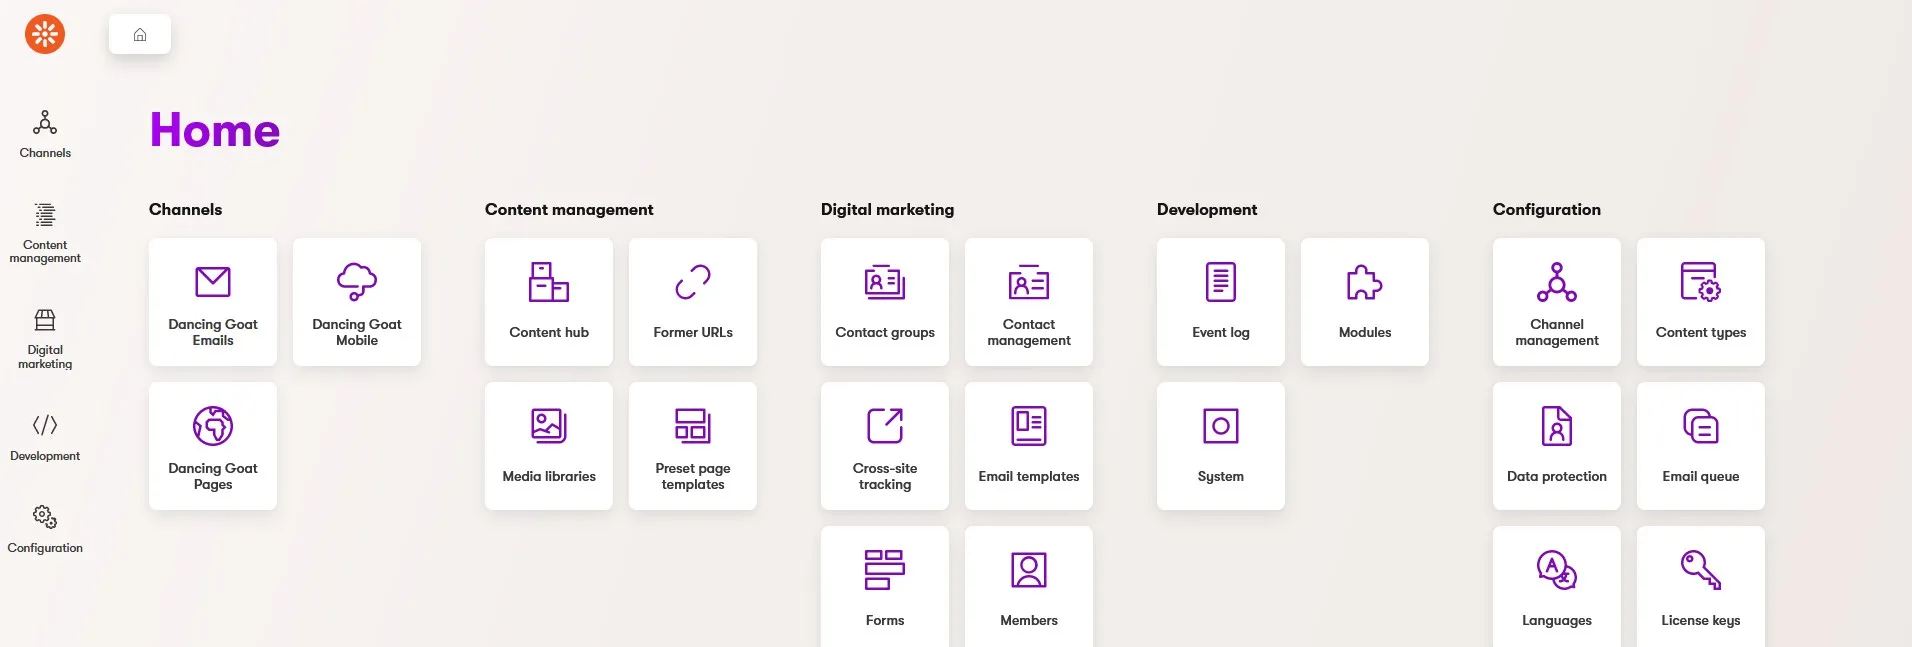 Channels
Content
management
Digital
marketing
Development
Configuration
Home
Channels
Dancing Goat
Emails
Dancing Goat
Mobile
Dancing Goat
Pages
Content management
Content hub
Former URLs
Media libraries
Preset page
templates
Digital marketing
Contact groups
Contact
management
Cross-site
tracking
Email templates
Forms
Members
Development
Event log
Modules
System
Configuration
Channel
management
Content types
Data protection
Email queue
Languages
License keys